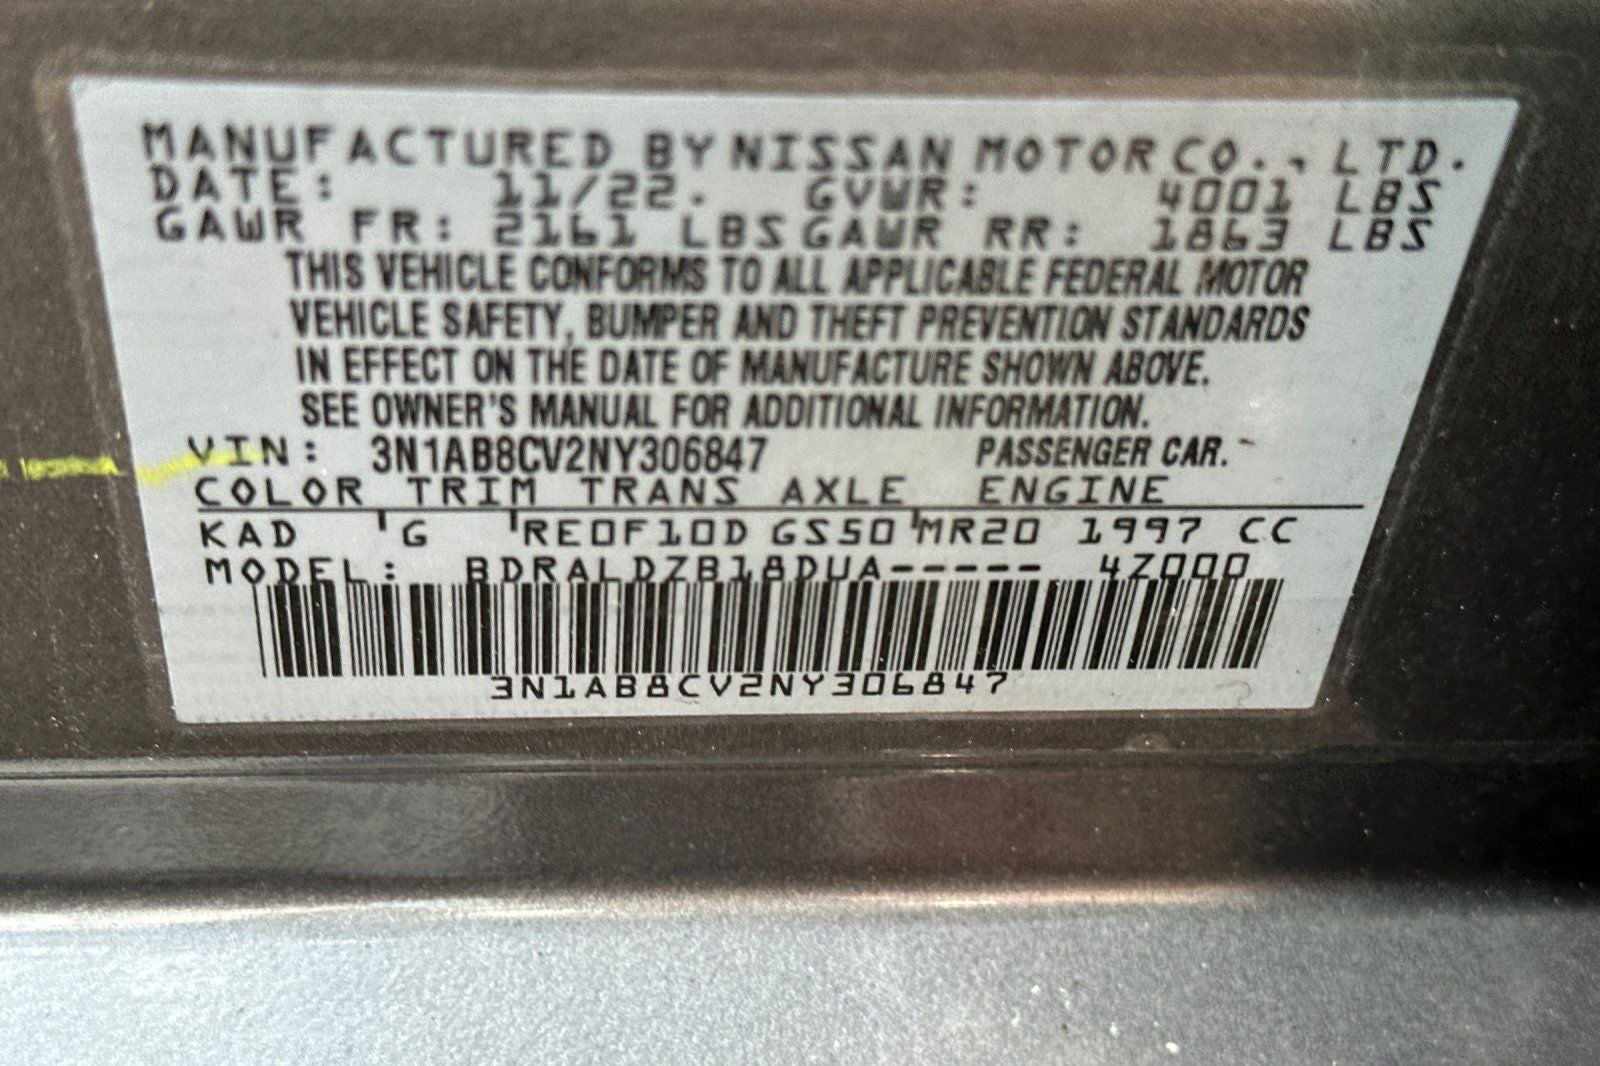 MANUFACTURED BY NISSAN MOTOR CO., LTD.
DATE: 11/22. GVWR: 4001 LBS
GAWR FR: 2161 LBS GAWR RR: 1863 LBS
THIS VEHICLE CONFORMS TO ALL APPLICABLE FEDERAL MOTOR
VEHICLE SAFETY, BUMPER AND THEFT PREVENTION STANDARDS
IN EFFECT ON THE DATE OF MANUFACTURE SHOWN ABOVE.
SEE OWNER'S MANUAL FOR ADDITIONAL INFORMATION.
VIN: 3N1AB8CV2NY306847 PASSENGER CAR.
COLOR TRIM TRANS AXLE ENGINE
KAD G RE0F10D GS50 MR20 1997 CC
MODEL: BDRALDZB18DUA----- 4Z000
3N1AB8CV2NY306847